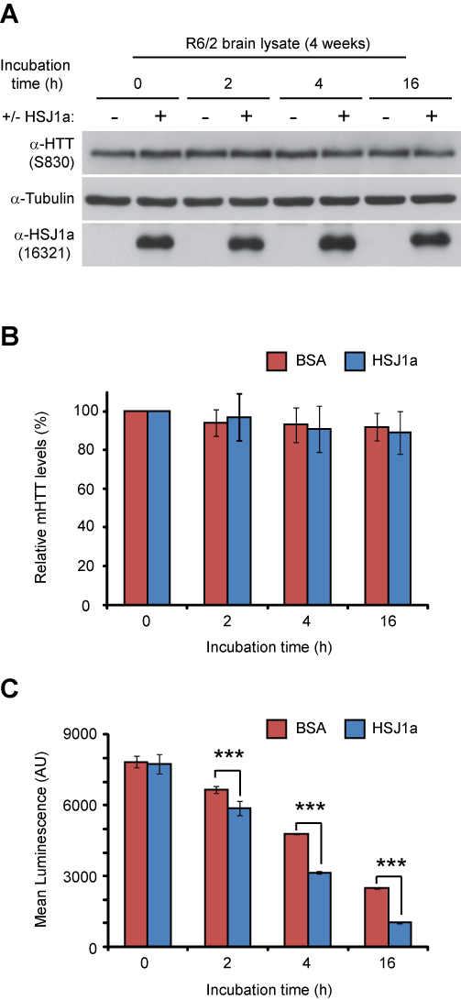 A
R6/2 brain lysate (4 weeks)
Incubation
time (h)
0 2 4 16
+/- HSJ1a: - + - + - + - +
α-HTT
(S830)
α-Tubulin
α-HSJ1a
(16321)
B
BSA HSJ1a
Relative mHTT levels (%)
100
80
60
40
20
0
0 2 4 16
Incubation time (h)
C
BSA HSJ1a
Mean Luminescence (AU)
9000
6000
3000
0
***
***
***
0 2 4 16
Incubation time (h)